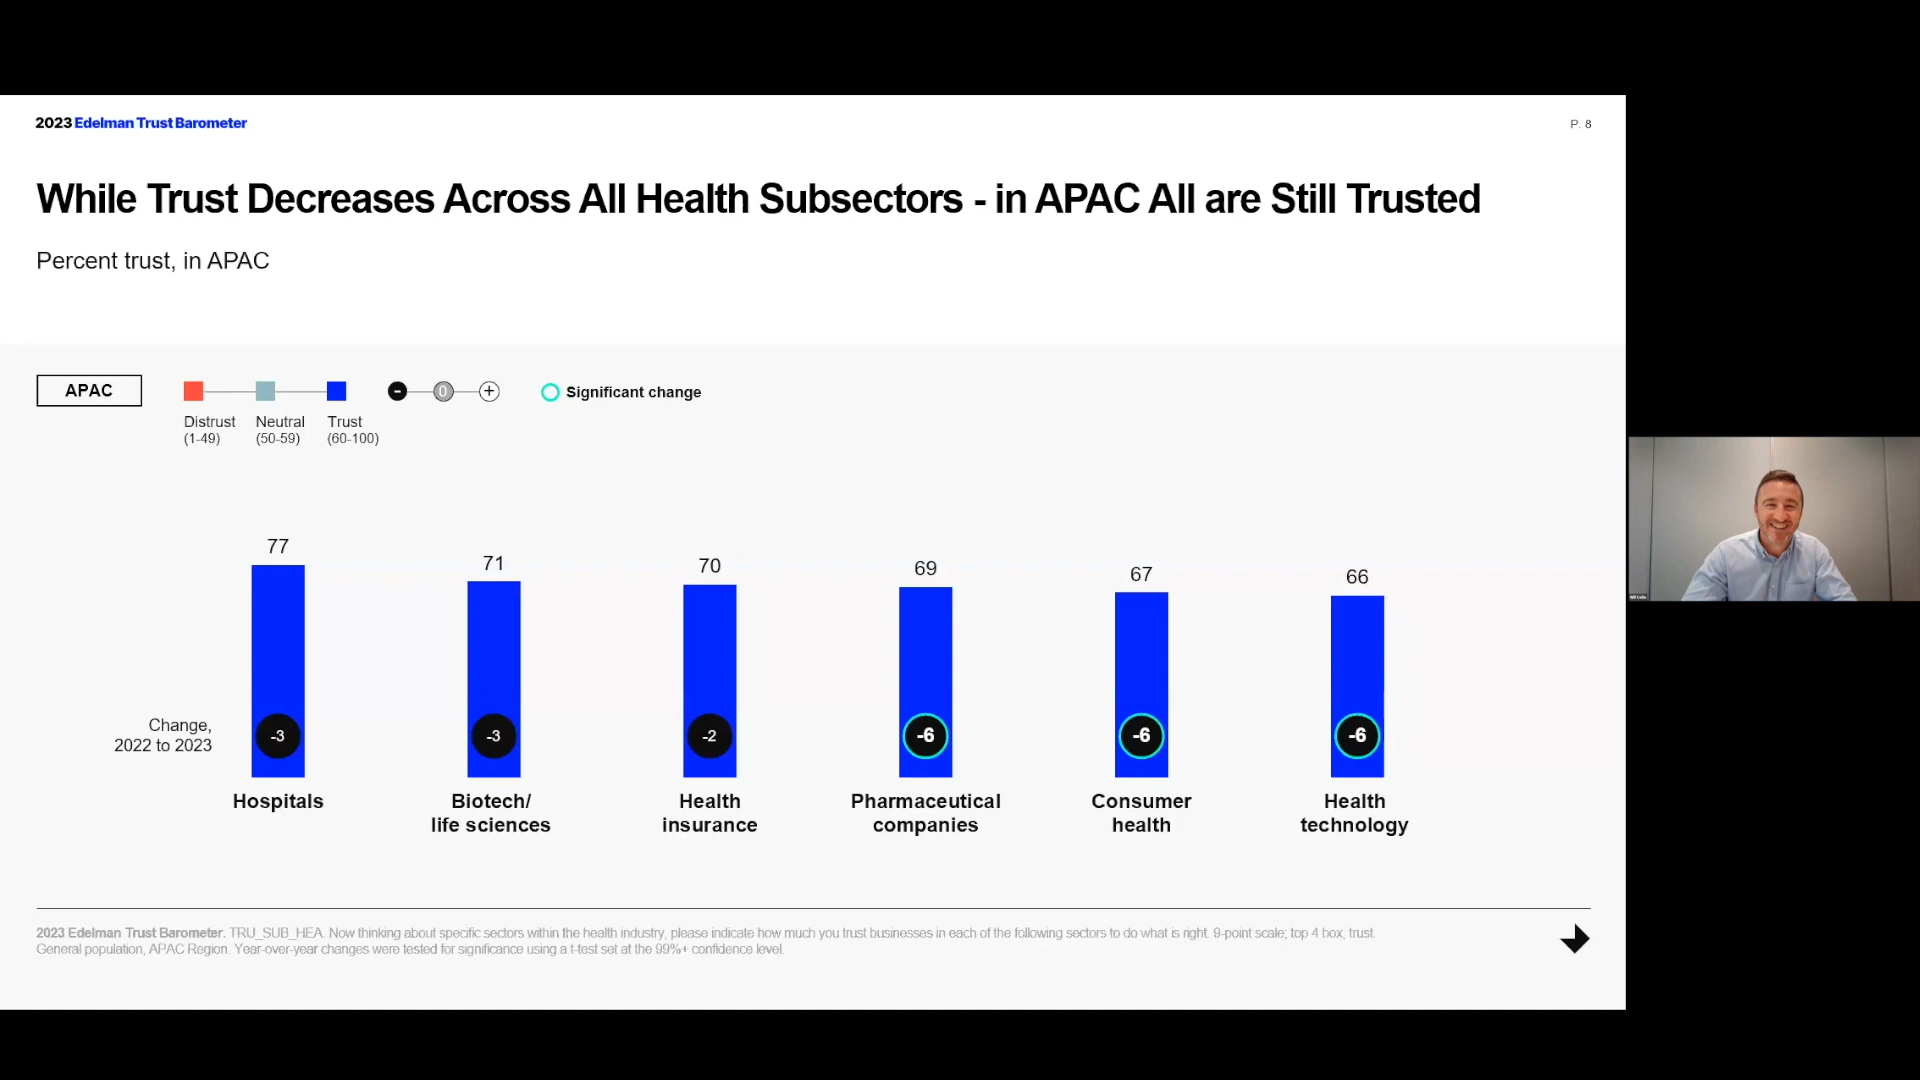 2023 Edelman Trust Barometer
P. 8
While Trust Decreases Across All Health Subsectors - in APAC All are Still Trusted
Percent trust, in APAC
APAC
Distrust
(1-49)
Neutral
(50-59)
Trust
(60-100)
- 0 +
Significant change
77
71
70
69
67
66
Change,
2022 to 2023
-3
-3
-2
-6
-6
-6
Hospitals
Biotech/
life sciences
Health
insurance
Pharmaceutical
companies
Consumer
health
Health
technology
2023 Edelman Trust Barometer. TRU_SUB_HEA. Now thinking about specific sectors within the health industry, please indicate how much you trust businesses in each of the following sectors to do what is right. 9-point scale; top 4 box, trust.
General population, APAC Region. Year-over-year changes were tested for significance using a t-test set at the 99%+ confidence level.